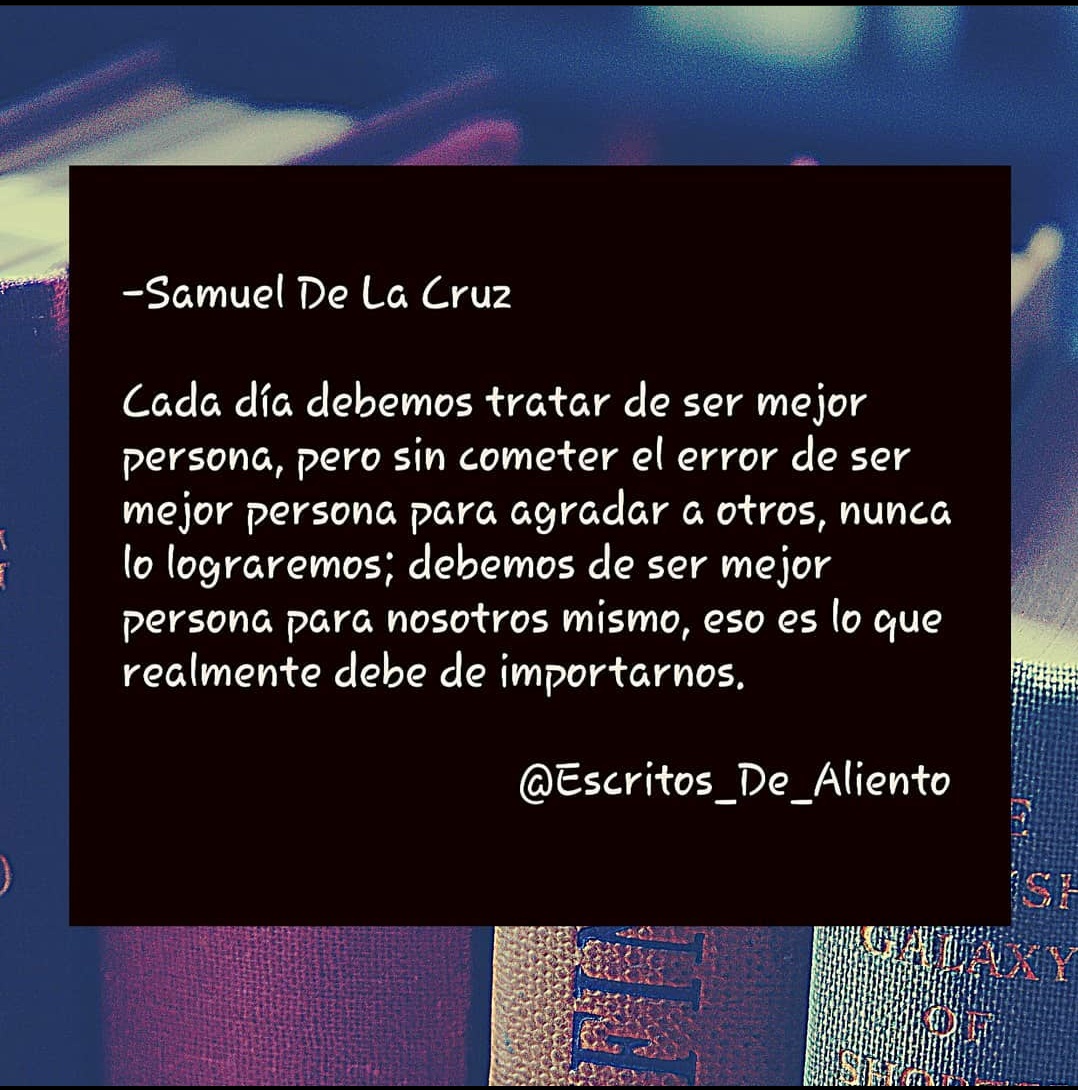 -Samuel De La Cruz
Cada día debemos tratar de ser mejor
persona, pero sin cometer el error de ser
mejor persona para agradar a otros, nunca
lo lograremos; debemos de ser mejor
persona para nosotros mismo, eso es lo que
realmente debe de importarnos.
@Escritos_De_Aliento
GALAXY
OF